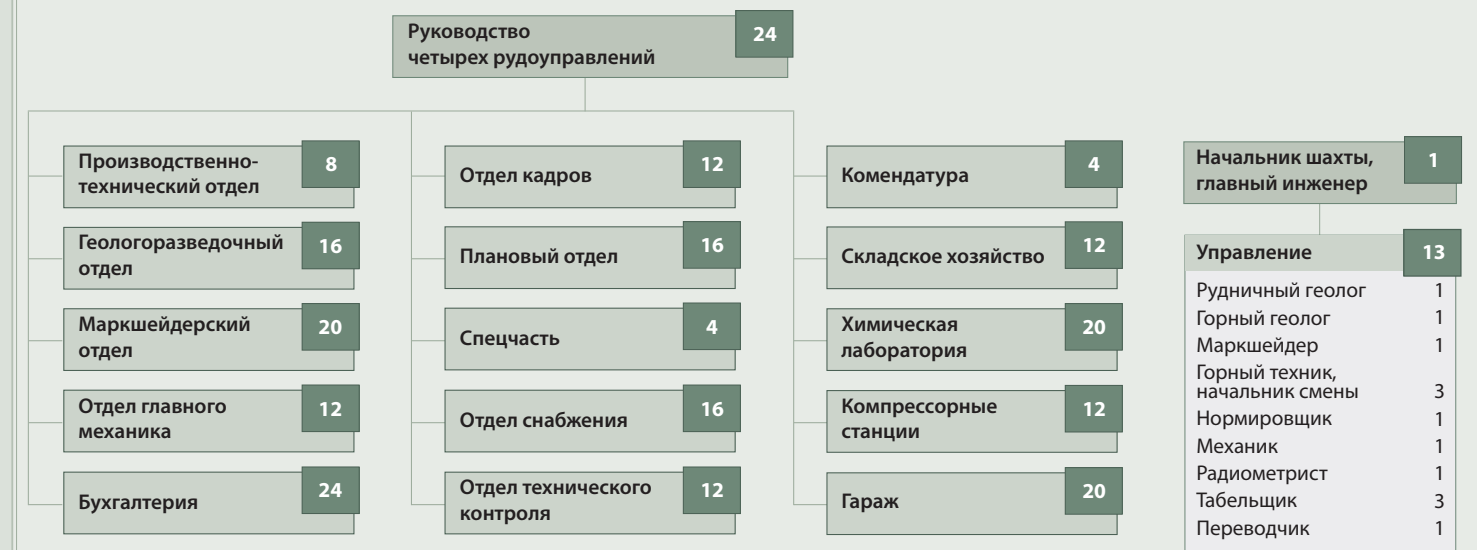 Руководство
четырех рудоуправлений
24
Производственно-
технический отдел
8
Геологоразведочный
отдел
16
Маркшейдерский
отдел
20
Отдел главного
механика
12
Бухгалтерия
24
Отдел кадров
12
Плановый отдел
16
Спецчасть
4
Отдел снабжения
16
Отдел технического
контроля
12
Комендатура
4
Складское хозяйство
12
Химическая
лаборатория
20
Компрессорные
станции
12
Гараж
20
Начальник шахты,
главный инженер
1
Управление 13
Рудничный геолог 1
Горный геолог 1
Маркшейдер 1
Горный техник,
начальник смены 3
Нормировщик 1
Механик 1
Радиометрист 1
Табельщик 3
Переводчик 1